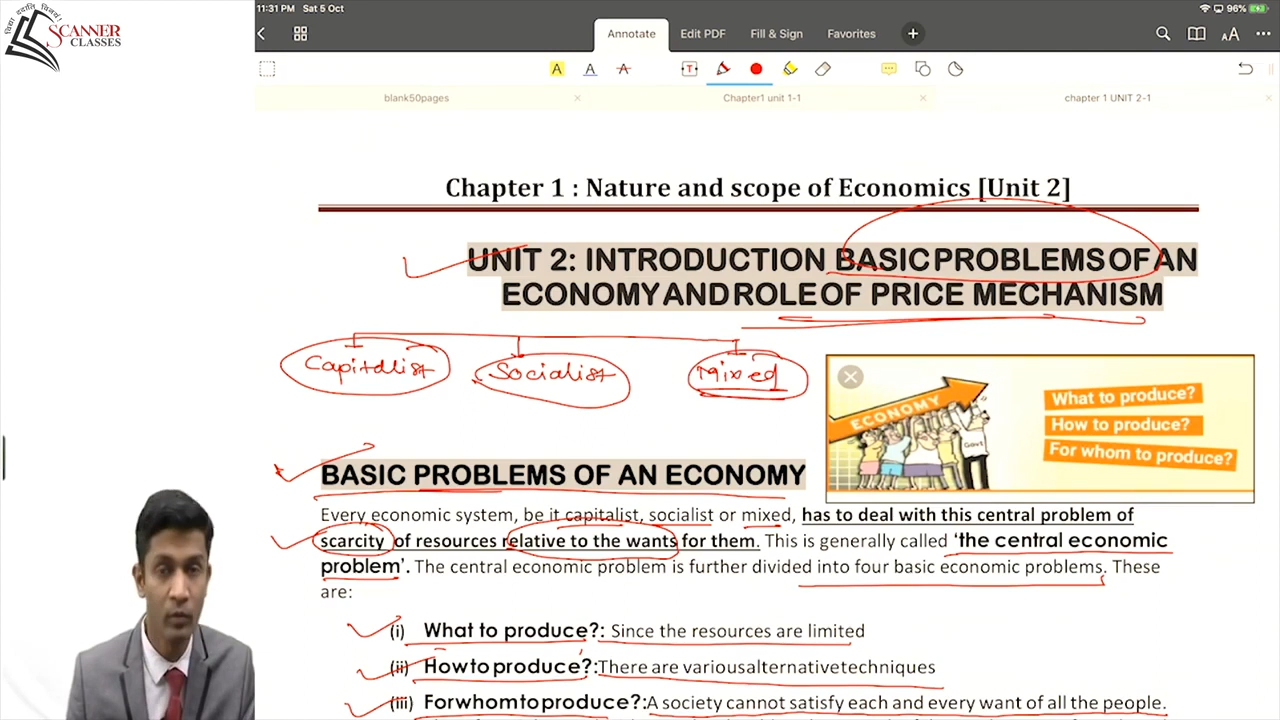 विद्या ददाति विनयं
SCANNER
CLASSES
11:31 PM Sat 5 Oct
96%
Annotate
Edit PDF
Fill & Sign
Favorites
blank50pages
Chapter1 unit 1-1
chapter 1 UNIT 2-1
Chapter 1 : Nature and scope of Economics [Unit 2]
UNIT 2: INTRODUCTION BASIC PROBLEMS OF AN
ECONOMY AND ROLE OF PRICE MECHANISM
Capitalist
Socialist
Mixed
ECONOMY
Govt
What to produce?
How to produce?
For whom to produce?
BASIC PROBLEMS OF AN ECONOMY
Every economic system, be it capitalist, socialist or mixed, has to deal with this central problem of
scarcity of resources relative to the wants for them. This is generally called ‘the central economic
problem’. The central economic problem is further divided into four basic economic problems. These
are:
(i) What to produce?: Since the resources are limited
(ii) How to produce?: There are various alternative techniques
(iii) For whom to produce?: A society cannot satisfy each and every want of all the people.